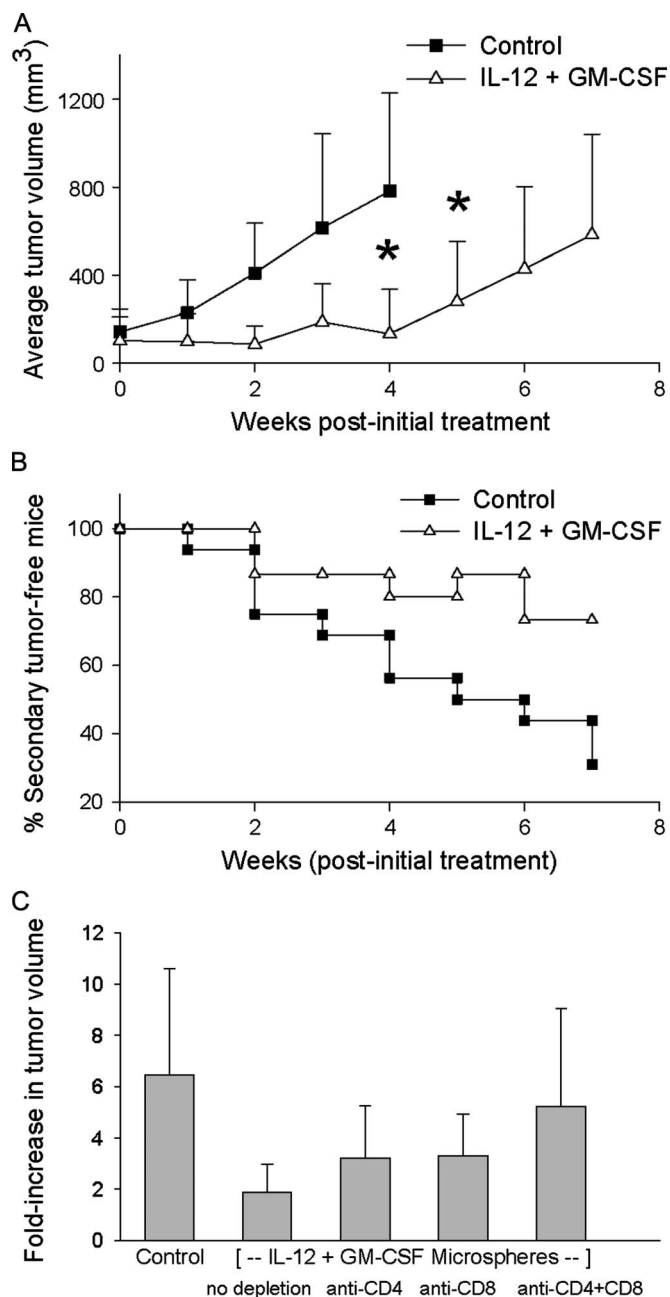 A
Average tumor volume (mm3)
Control
IL-12 + GM-CSF
1200
800
400
0
*
*
0
2
4
6
8
Weeks post-initial treatment
B
% Secondary tumor-free mice
Control
IL-12 + GM-CSF
100
80
60
40
20
0
2
4
6
8
Weeks (post-initial treatment)
C
Fold-increase in tumor volume
12
10
8
6
4
2
0
Control
[ -- IL-12 + GM-CSF Microspheres -- ]
no depletion
anti-CD4
anti-CD8
anti-CD4+CD8